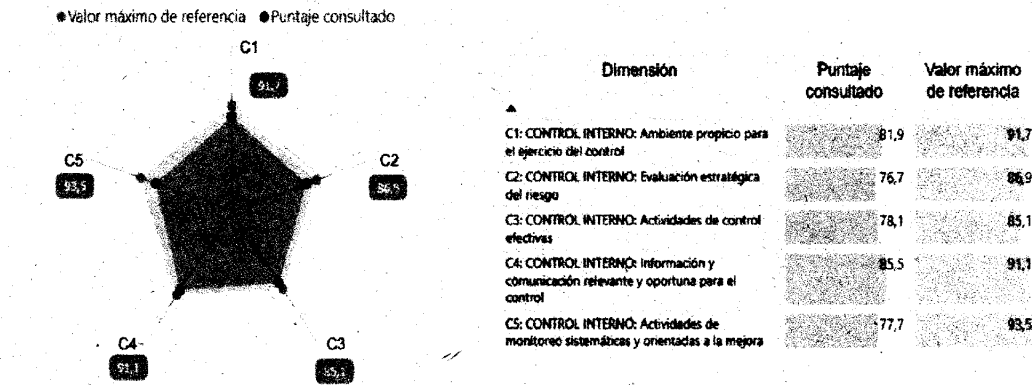 Valor máximo de referencia Puntaje consultado
C1
91,7
C5
93,5
C2
86,9
C4
91,1
C3
85,1
Dimensión Puntaje consultado Valor máximo de referencia
C1: CONTROL INTERNO: Ambiente propicio para
el ejercicio del control
81,9 91,7
C2: CONTROL INTERNO: Evaluación estratégica
del riesgo
76,7 86,9
C3: CONTROL INTERNO: Actividades de control
efectivas
78,1 85,1
C4: CONTROL INTERNO: Información y
comunicación relevante y oportuna para el
control
85,5 91,1
C5: CONTROL INTERNO: Actividades de
monitoreo sistemáticas y orientadas a la mejora
77,7 93,5